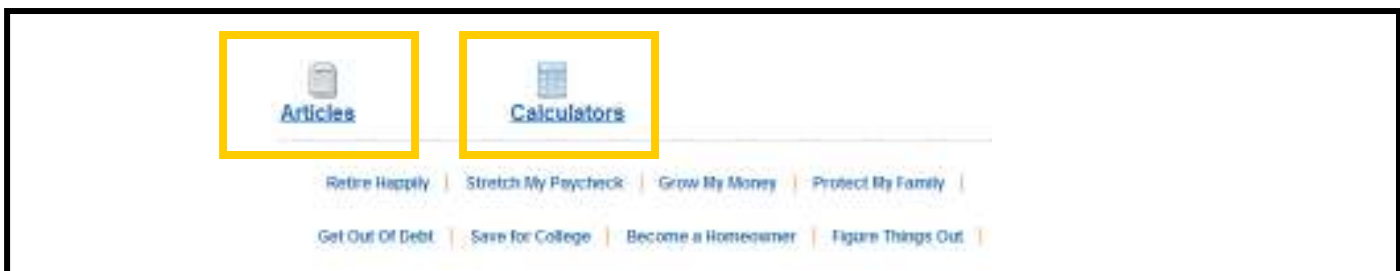 Articles Calculators
Retire Happily | Stretch My Paycheck | Grow My Money | Protect My Family |
Get Out Of Debt | Save for College | Become a Homeowner | Figure Things Out |